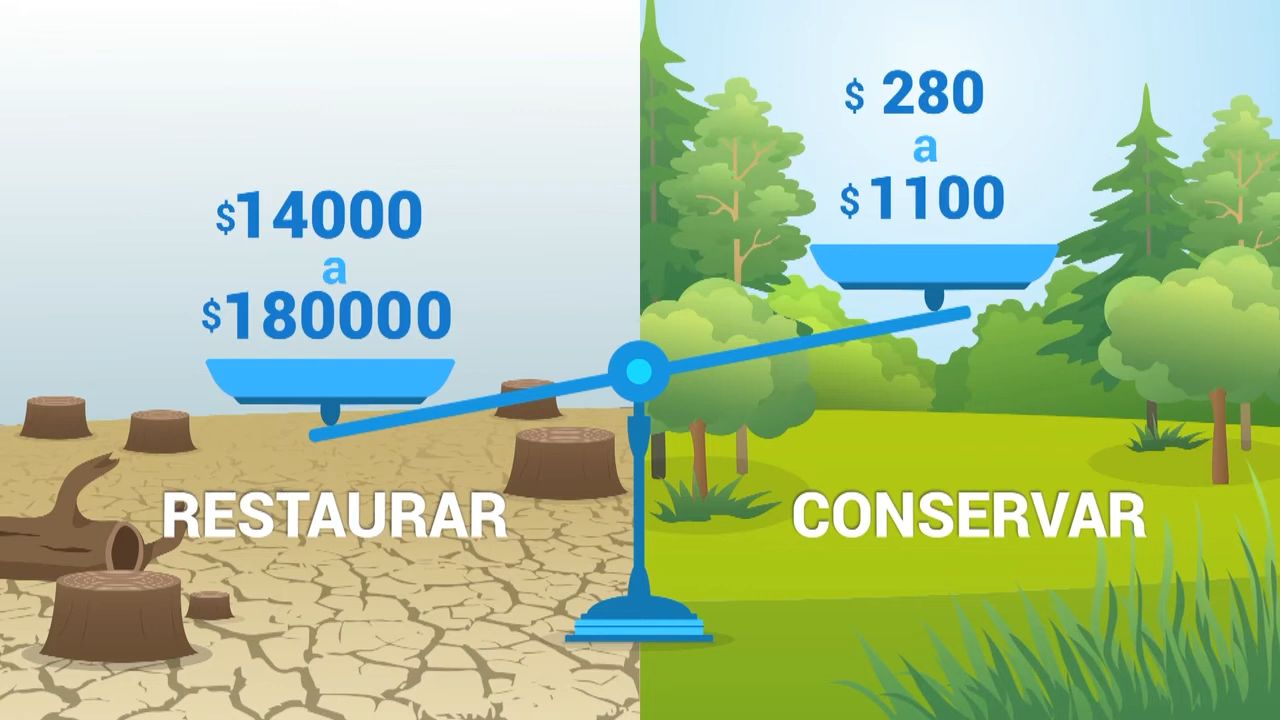 $14000
a
$180000
RESTAURAR
$ 280
a
$1100
CONSERVAR